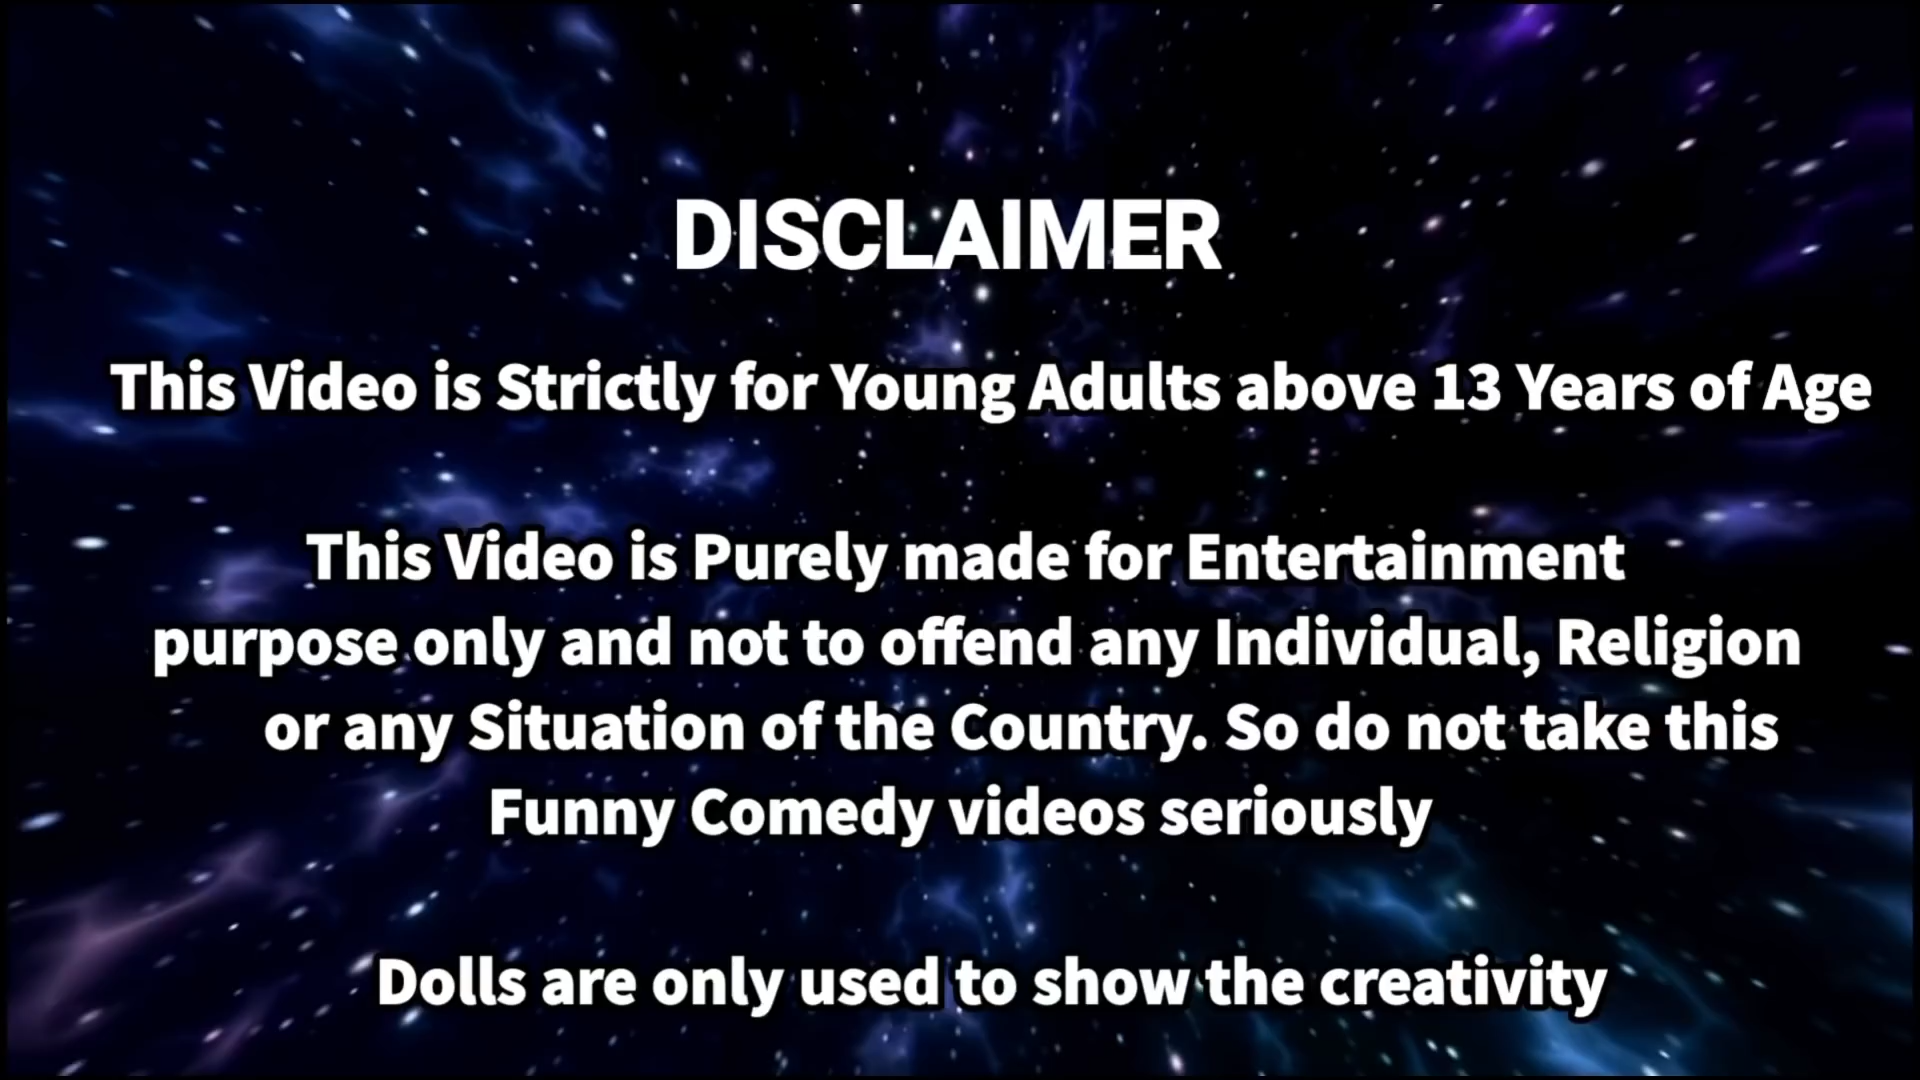 DISCLAIMER
This Video is Strictly for Young Adults above 13 Years of Age
This Video is Purely made for Entertainment
purpose only and not to offend any Individual, Religion
or any Situation of the Country. So do not take this
Funny Comedy videos seriously
Dolls are only used to show the creativity